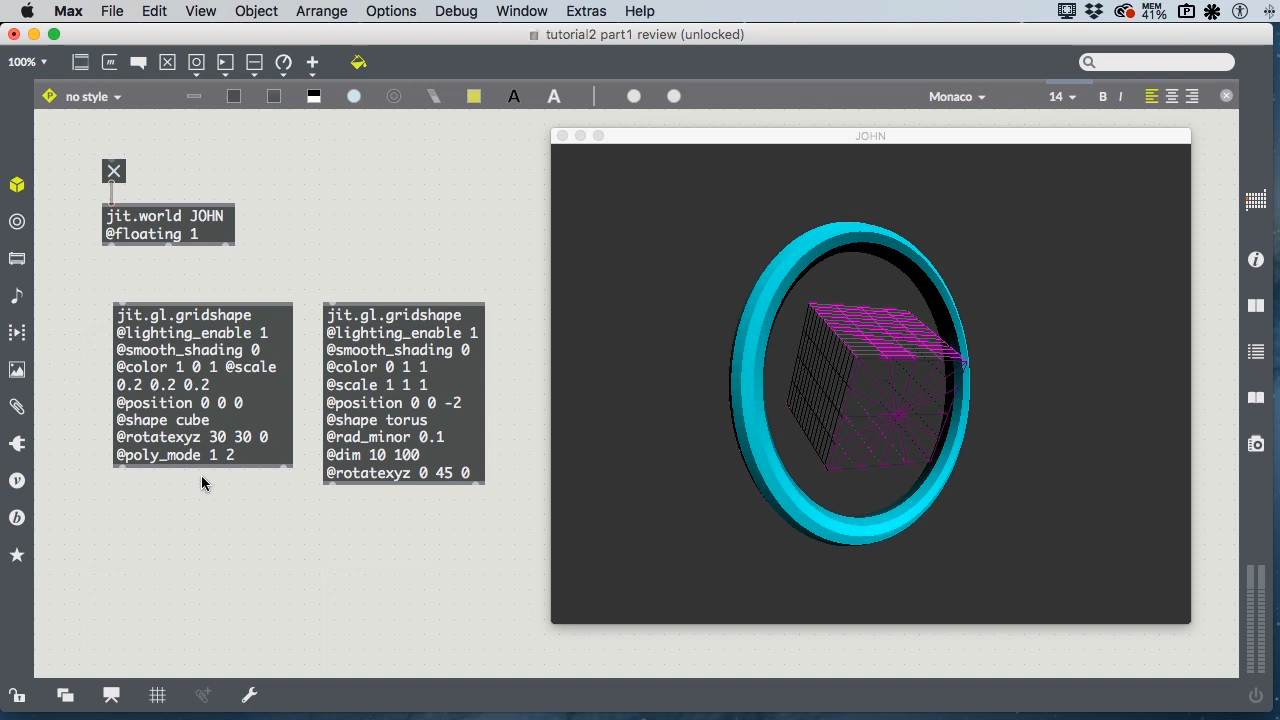 Max File Edit View Object Arrange Options Debug Window Extras Help
MEM
41%
tutorial2 part1 review (unlocked)
100%
no style
Monaco
14
B I
JOHN
jit.world JOHN
@floating 1
jit.gl.gridshape
@lighting_enable 1
@smooth_shading 0
@color 1 0 1 @scale
0.2 0.2 0.2
@position 0 0 0
@shape cube
@rotatexyz 30 30 0
@poly_mode 1 2
jit.gl.gridshape
@lighting_enable 1
@smooth_shading 0
@color 0 1 1
@scale 1 1 1
@position 0 0 -2
@shape torus
@rad_minor 0.1
@dim 10 100
@rotatexyz 0 45 0